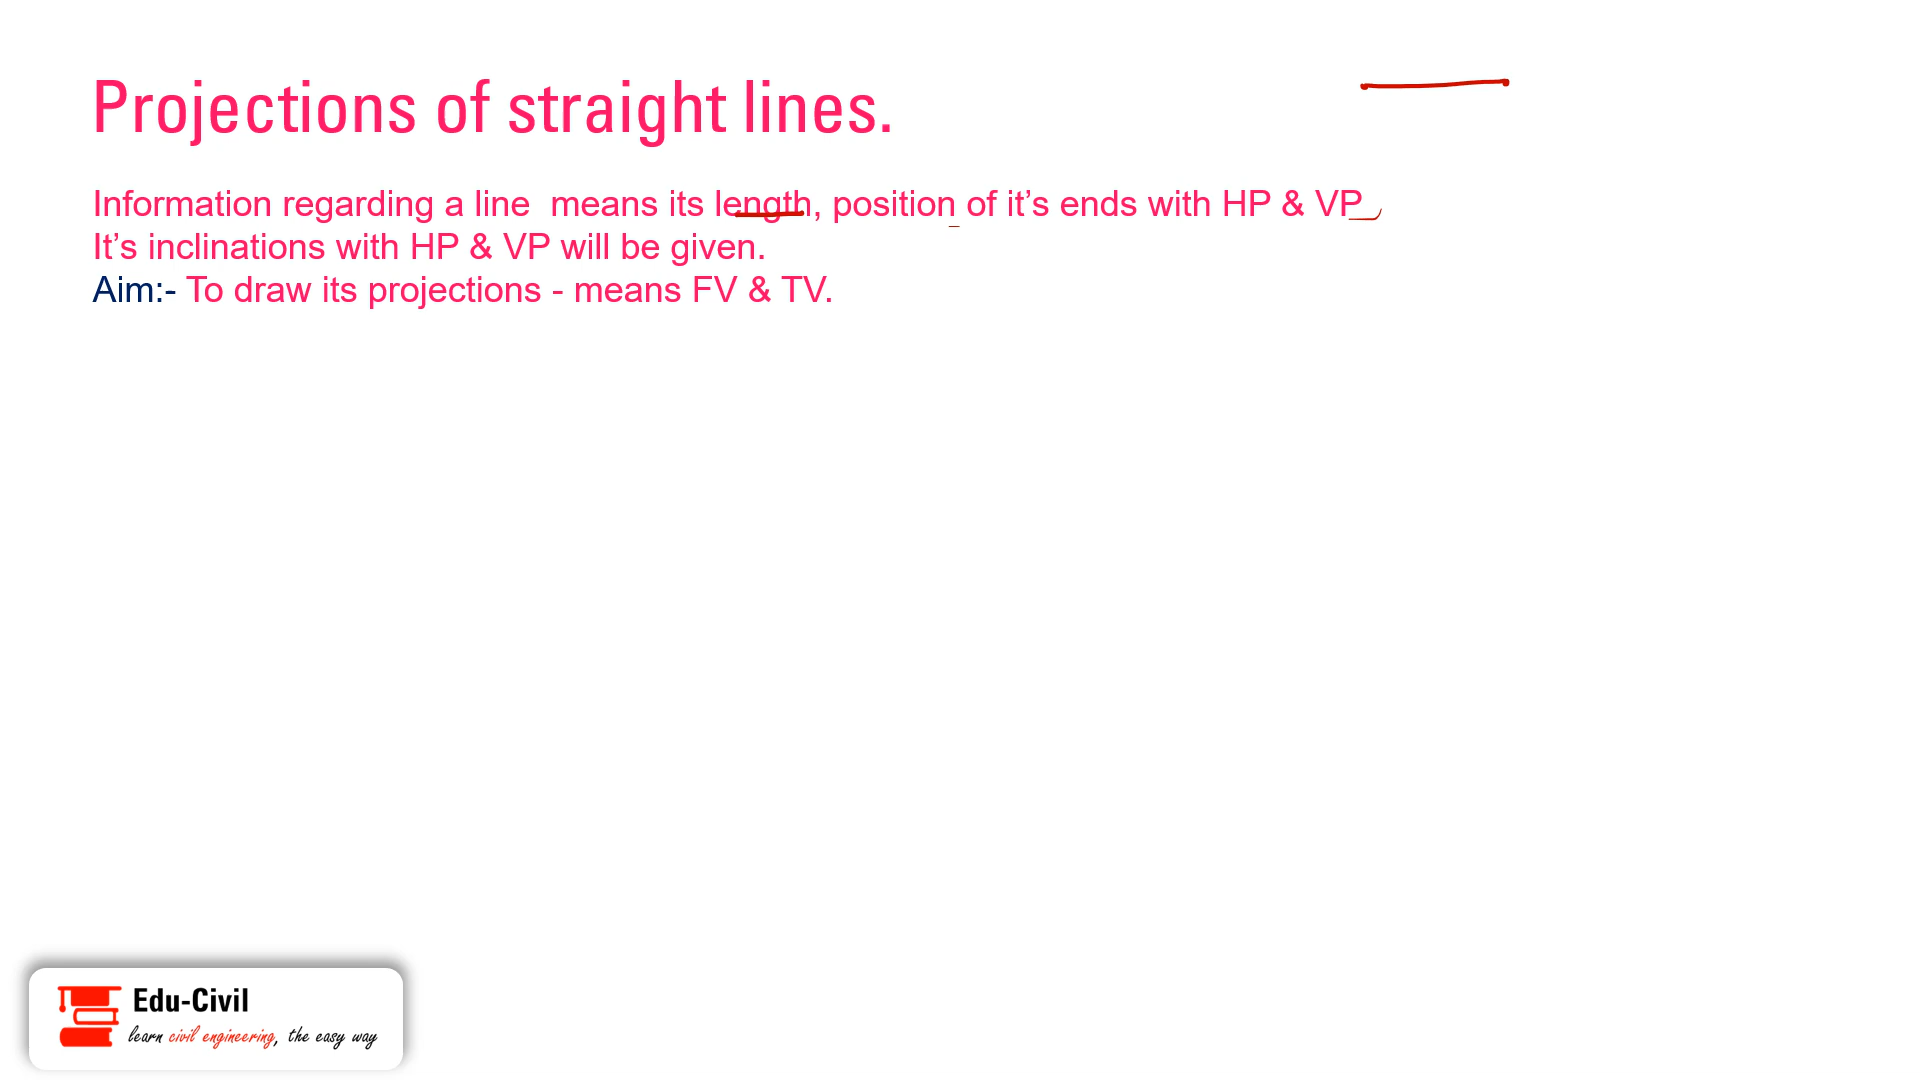 Projections of straight lines.
Information regarding a line  means its length, position of it’s ends with HP & VP
It’s inclinations with HP & VP will be given.
Aim:- To draw its projections - means FV & TV.
Edu-Civil
learn civil engineering, the easy way